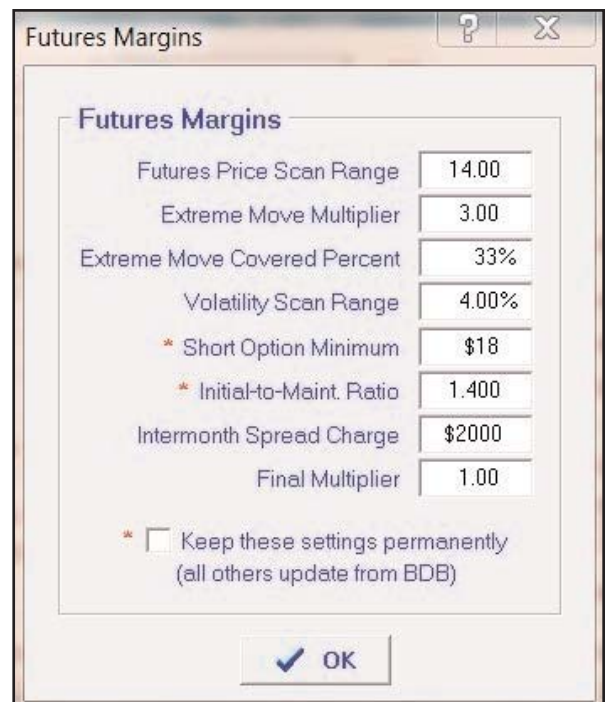 Futures Margins
Futures Margins
Futures Price Scan Range 14.00
Extreme Move Multiplier 3.00
Extreme Move Covered Percent 33%
Volatility Scan Range 4.00%
* Short Option Minimum $18
* Initial-to-Maint. Ratio 1.400
Intermonth Spread Charge $2000
Final Multiplier 1.00
* Keep these settings permanently
(all others update from BDB)
OK